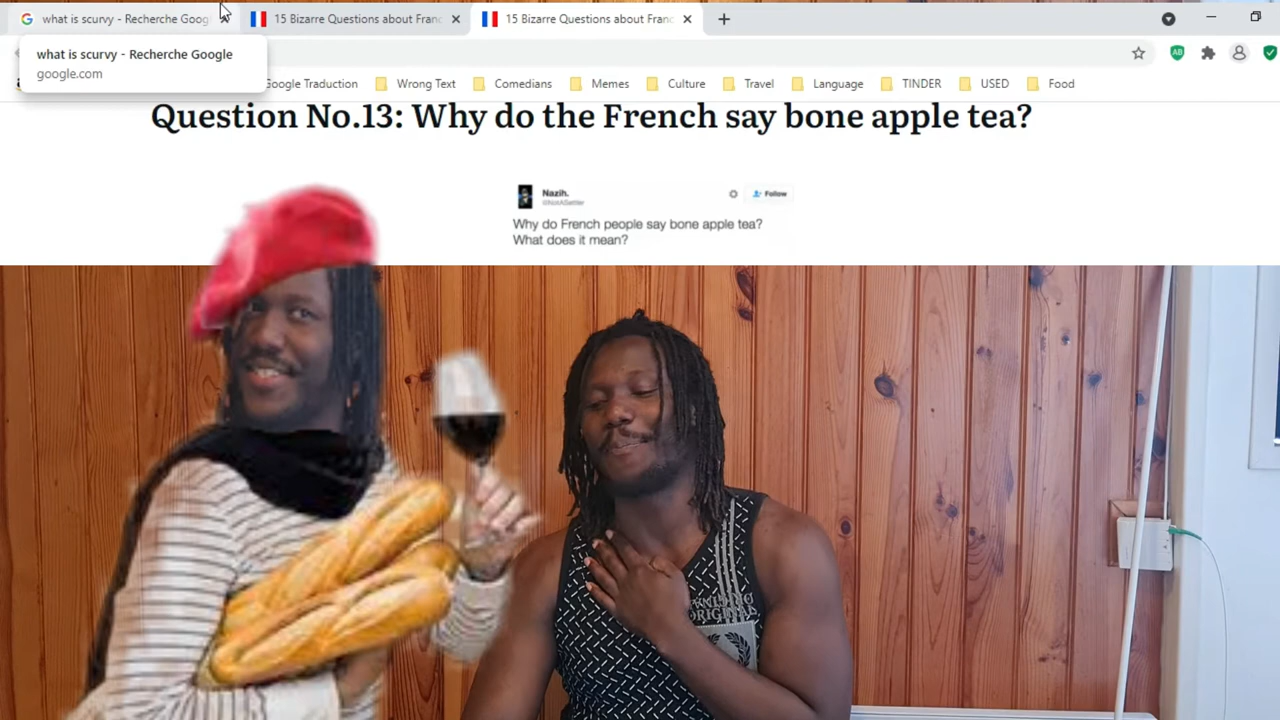 what is scurvy - Recherche Goog
15 Bizarre Questions about Franc
15 Bizarre Questions about Franc
what is scurvy - Recherche Google
google.com
AB
Google Traduction
Wrong Text
Comedians
Memes
Culture
Travel
Language
TINDER
USED
Food
Question No.13: Why do the French say bone apple tea?
Nazih.
Follow
Why do French people say bone apple tea?
What does it mean?
ORIGINAL